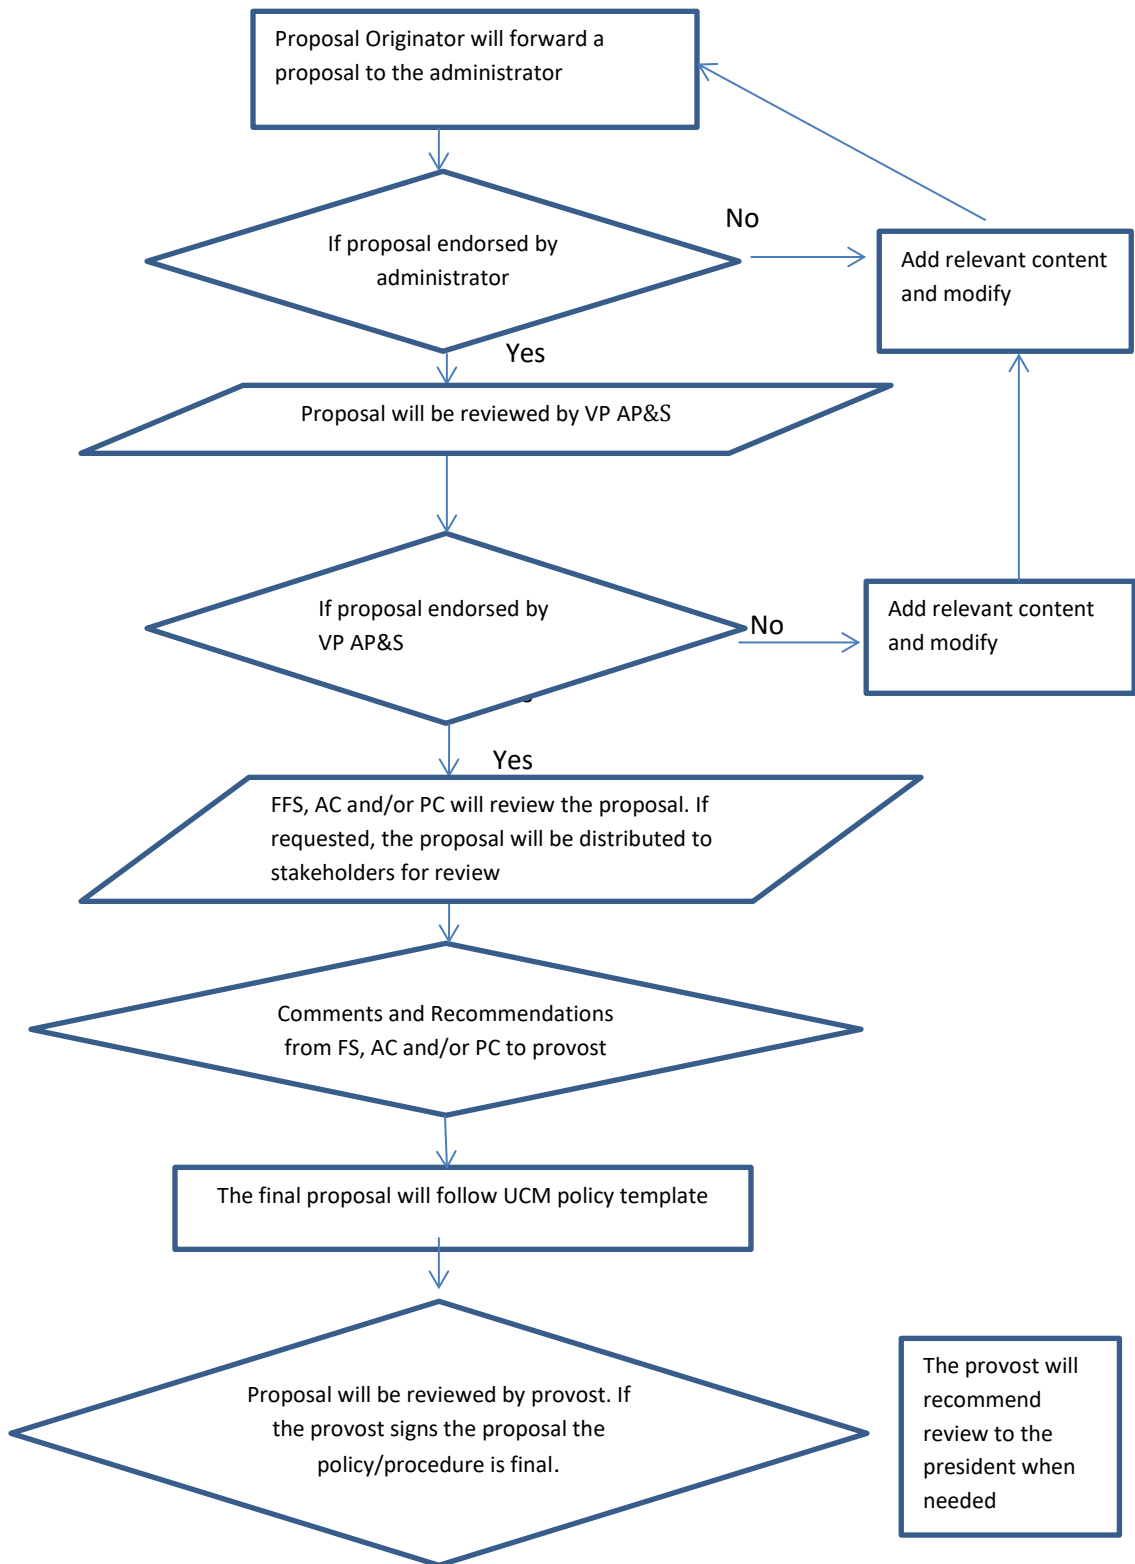 Proposal Originator will forward a
proposal to the administrator
No
If proposal endorsed by
administrator
Add relevant content
and modify
Yes
Proposal will be reviewed by VP AP&S
If proposal endorsed by
VP AP&S
No
Add relevant content
and modify
Yes
FFS, AC and/or PC will review the proposal. If
requested, the proposal will be distributed to
stakeholders for review
Comments and Recommendations
from FS, AC and/or PC to provost
The final proposal will follow UCM policy template
Proposal will be reviewed by provost. If
the provost signs the proposal the
policy/procedure is final.
The provost will
recommend
review to the
president when
needed